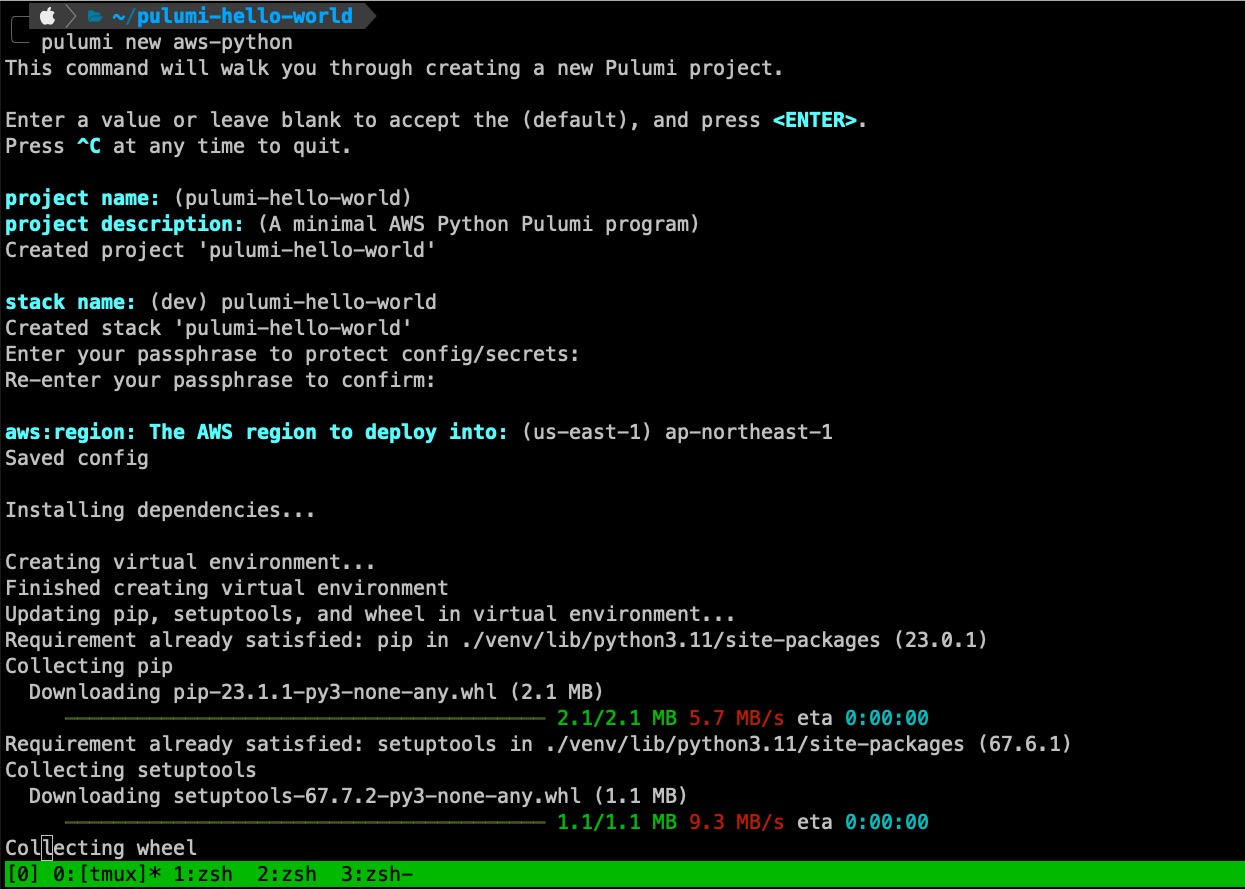 ~/pulumi-hello-world
pulumi new aws-python
This command will walk you through creating a new Pulumi project.
Enter a value or leave blank to accept the (default), and press <ENTER>.
Press ^C at any time to quit.
project name: (pulumi-hello-world)
project description: (A minimal AWS Python Pulumi program)
Created project 'pulumi-hello-world'
stack name: (dev) pulumi-hello-world
Created stack 'pulumi-hello-world'
Enter your passphrase to protect config/secrets:
Re-enter your passphrase to confirm:
aws:region: The AWS region to deploy into: (us-east-1) ap-northeast-1
Saved config
Installing dependencies...
Creating virtual environment...
Finished creating virtual environment
Updating pip, setuptools, and wheel in virtual environment...
Requirement already satisfied: pip in ./venv/lib/python3.11/site-packages (23.0.1)
Collecting pip
  Downloading pip-23.1.1-py3-none-any.whl (2.1 MB)
2.1/2.1 MB 5.7 MB/s eta 0:00:00
Requirement already satisfied: setuptools in ./venv/lib/python3.11/site-packages (67.6.1)
Collecting setuptools
  Downloading setuptools-67.7.2-py3-none-any.whl (1.1 MB)
1.1/1.1 MB 9.3 MB/s eta 0:00:00
Collecting wheel
[0] 0:[tmux]* 1:zsh  2:zsh  3:zsh-